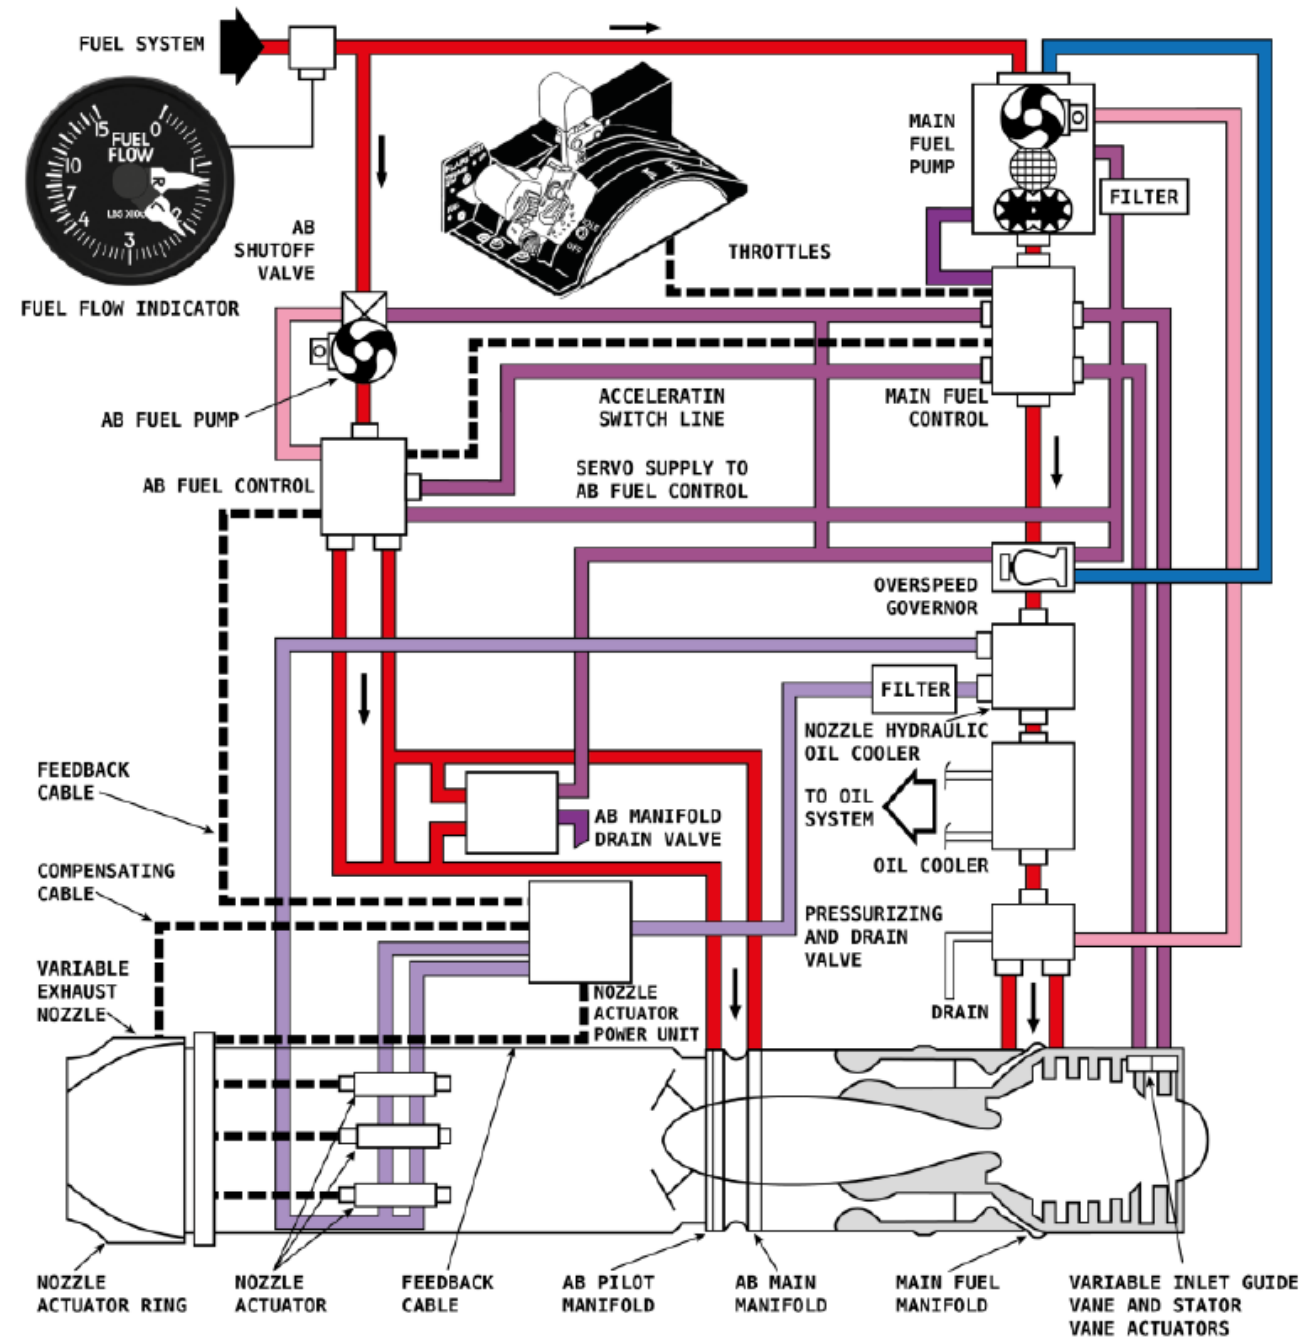 FUEL SYSTEM
15
0
FUEL
FLOW
10
1
7
R
4
3
2
FUEL FLOW INDICATOR
AB
SHUTOFF
VALVE
THROTTLES
IDLE
OFF
MAIN
FUEL
PUMP
FILTER
AB FUEL PUMP
ACCELERATIN
SWITCH LINE
MAIN FUEL
CONTROL
AB FUEL CONTROL
SERVO SUPPLY TO
AB FUEL CONTROL
OVERSPEED
GOVERNOR
FILTER
NOZZLE HYDRAULIC
OIL COOLER
FEEDBACK
CABLE
TO OIL
SYSTEM
AB MANIFOLD
DRAIN VALVE
OIL COOLER
COMPENSATING
CABLE
PRESSURIZING
AND DRAIN
VALVE
VARIABLE
EXHAUST
NOZZLE
NOZZLE
ACTUATOR
POWER UNIT
DRAIN
NOZZLE
ACTUATOR RING
NOZZLE
ACTUATOR
FEEDBACK
CABLE
AB PILOT
MANIFOLD
AB MAIN
MANIFOLD
MAIN FUEL
MANIFOLD
VARIABLE INLET GUIDE
VANE AND STATOR
VANE ACTUATORS